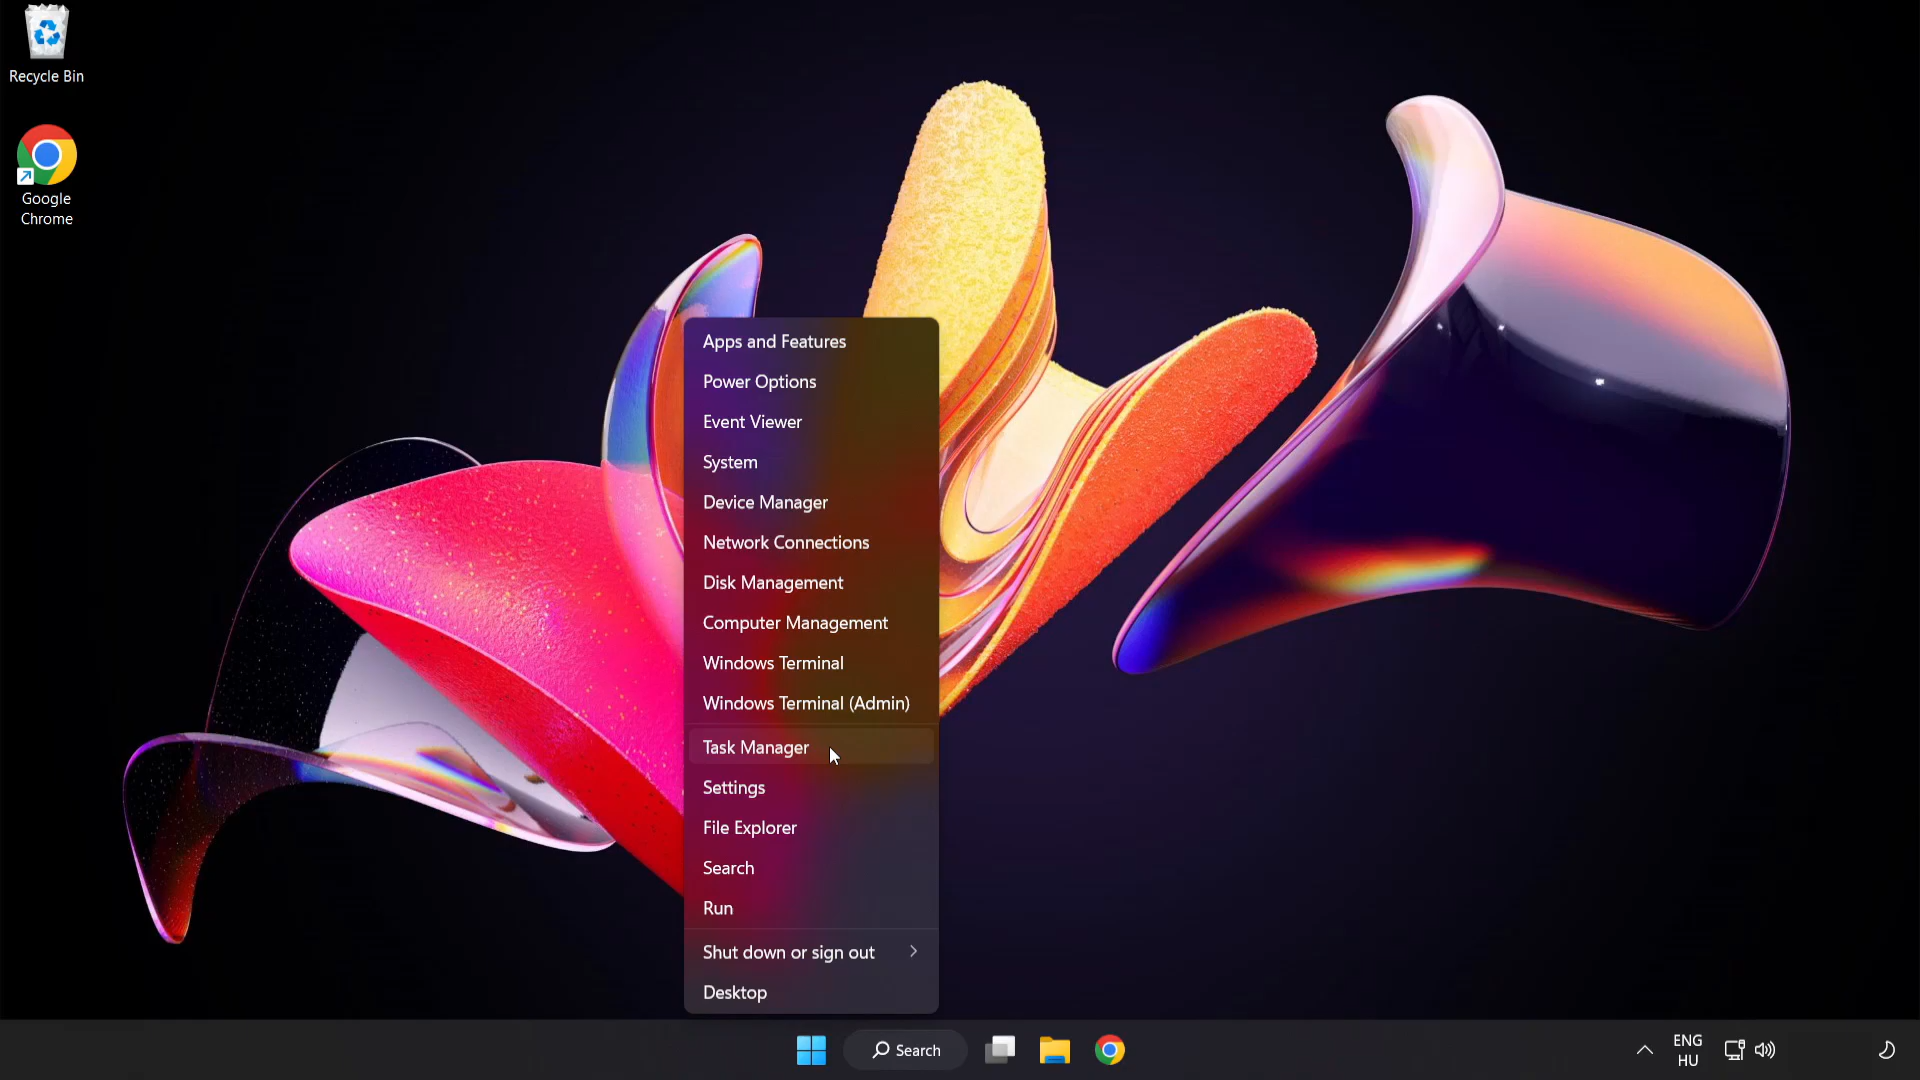 Recycle Bin
Google
Chrome
Apps and Features
Power Options
Event Viewer
System
Device Manager
Network Connections
Disk Management
Computer Management
Windows Terminal
Windows Terminal (Admin)
Task Manager
Settings
File Explorer
Search
Run
Shut down or sign out
Desktop
Search
ENG
HU